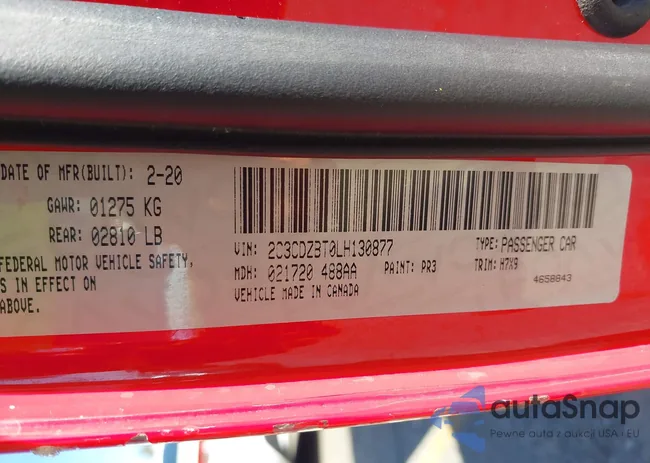 DATE OF MFR(BUILT): 2-20
GAWR: 01275 KG
REAR: 02810 LB
FEDERAL MOTOR VEHICLE SAFETY,
S IN EFFECT ON
ABOVE.
VIN: 2C3CDZBT0LH130877
TYPE: PASSENGER CAR
MDH: 021720 488AA
PAINT: PR3
TRIM: H7X9
VEHICLE MADE IN CANADA
4658843
autaSnap
Pewne auta z aukcji USA i EU